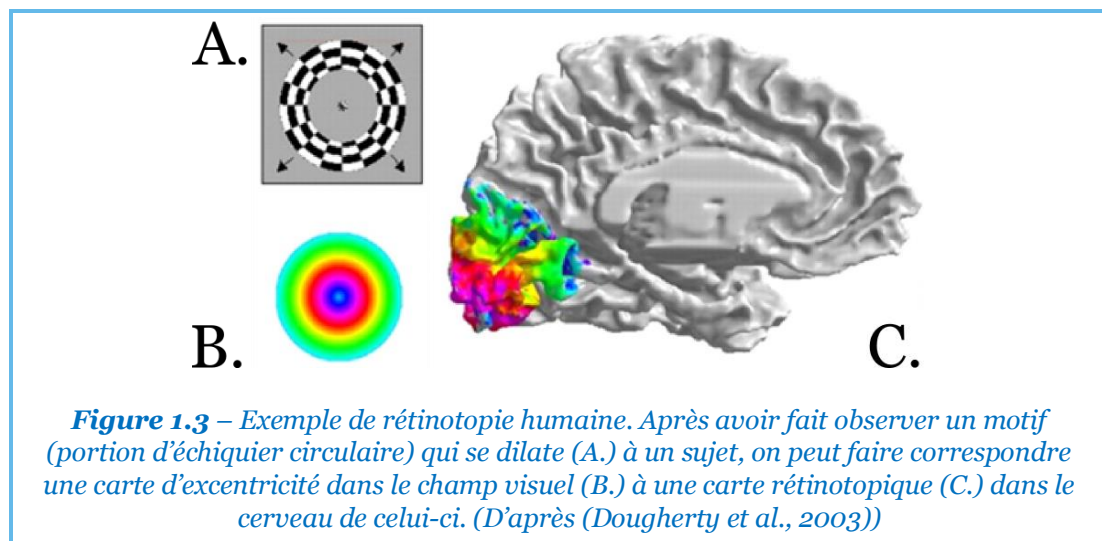 A.
B.
C.
Figure 1.3 – Exemple de rétinotopie humaine. Après avoir fait observer un motif
(portion d’échiquier circulaire) qui se dilate (A.) à un sujet, on peut faire correspondre
une carte d’excentricité dans le champ visuel (B.) à une carte rétinotopique (C.) dans le
cerveau de celui-ci. (D’après (Dougherty et al., 2003))